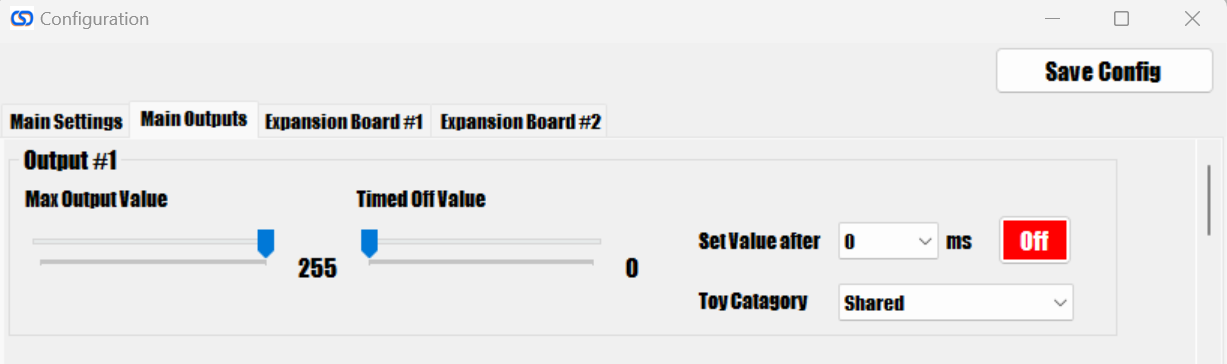 Configuration
Save Config
Main Settings Main Outputs Expansion Board #1 Expansion Board #2
Output #1
Max Output Value Timed Off Value
Set Value after 0 ms Off
255 0
Toy Catagory Shared